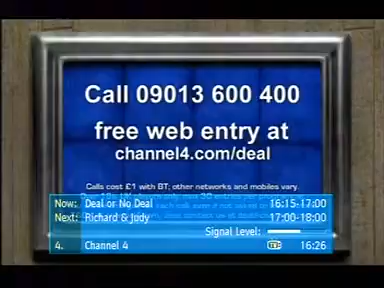 Call 09013 600 400
free web entry at
channel4.com/deal
Calls cost £1 with BT; other networks and mobiles vary.
Now: Deal or No Deal 16:15-17:00
Next: Richard & Judy 17:00-18:00
Signal Level:
4. Channel 4 16:26